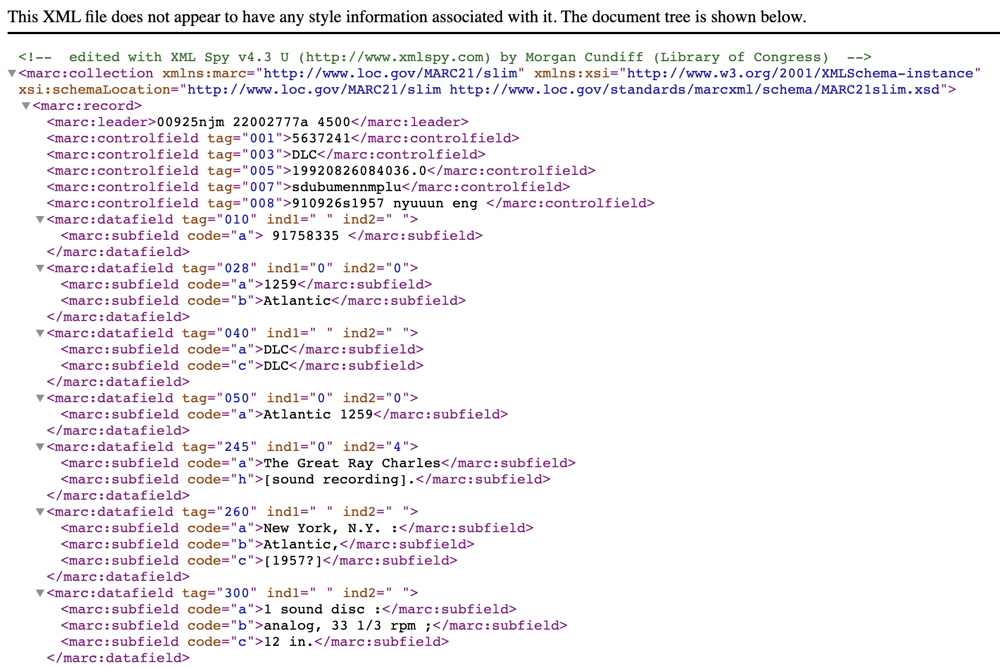 This XML file does not appear to have any style information associated with it. The document tree is shown below.
<!--  edited with XML Spy v4.3 U (http://www.xmlspy.com) by Morgan Cundiff (Library of Congress)  -->
▼<marc:collection xmlns:marc="http://www.loc.gov/MARC21/slim" xmlns:xsi="http://www.w3.org/2001/XMLSchema-instance"
xsi:schemaLocation="http://www.loc.gov/MARC21/slim http://www.loc.gov/standards/marcxml/schema/MARC21slim.xsd">
▼<marc:record>
<marc:leader>00925njm 22002777a 4500</marc:leader>
<marc:controlfield tag="001">5637241</marc:controlfield>
<marc:controlfield tag="003">DLC</marc:controlfield>
<marc:controlfield tag="005">19920826084036.0</marc:controlfield>
<marc:controlfield tag="007">sdubumennmplu</marc:controlfield>
<marc:controlfield tag="008">910926s1957 nyuuun eng </marc:controlfield>
▼<marc:datafield tag="010" ind1=" " ind2=" ">
<marc:subfield code="a"> 91758335 </marc:subfield>
</marc:datafield>
▼<marc:datafield tag="028" ind1="0" ind2="0">
<marc:subfield code="a">1259</marc:subfield>
<marc:subfield code="b">Atlantic</marc:subfield>
</marc:datafield>
▼<marc:datafield tag="040" ind1=" " ind2=" ">
<marc:subfield code="a">DLC</marc:subfield>
<marc:subfield code="c">DLC</marc:subfield>
</marc:datafield>
▼<marc:datafield tag="050" ind1="0" ind2="0">
<marc:subfield code="a">Atlantic 1259</marc:subfield>
</marc:datafield>
▼<marc:datafield tag="245" ind1="0" ind2="4">
<marc:subfield code="a">The Great Ray Charles</marc:subfield>
<marc:subfield code="h">[sound recording].</marc:subfield>
</marc:datafield>
▼<marc:datafield tag="260" ind1=" " ind2=" ">
<marc:subfield code="a">New York, N.Y. :</marc:subfield>
<marc:subfield code="b">Atlantic,</marc:subfield>
<marc:subfield code="c">[1957?]</marc:subfield>
</marc:datafield>
▼<marc:datafield tag="300" ind1=" " ind2=" ">
<marc:subfield code="a">1 sound disc :</marc:subfield>
<marc:subfield code="b">analog, 33 1/3 rpm ;</marc:subfield>
<marc:subfield code="c">12 in.</marc:subfield>
</marc:datafield>